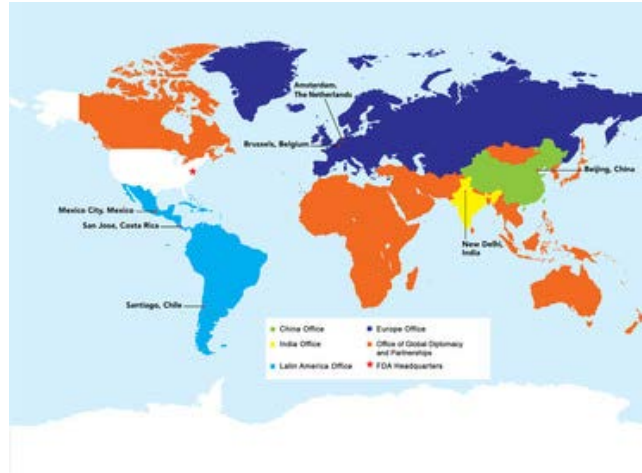 Amsterdam,
The Netherlands
Brussels, Belgium
Beijing, China
Mexico City, Mexico
San Jose, Costa Rica
New Delhi,
India
Santiago, Chile
China Office
Europe Office
India Office
Office of Global Diplomacy
and Partnerships
Latin America Office
FDA Headquarters